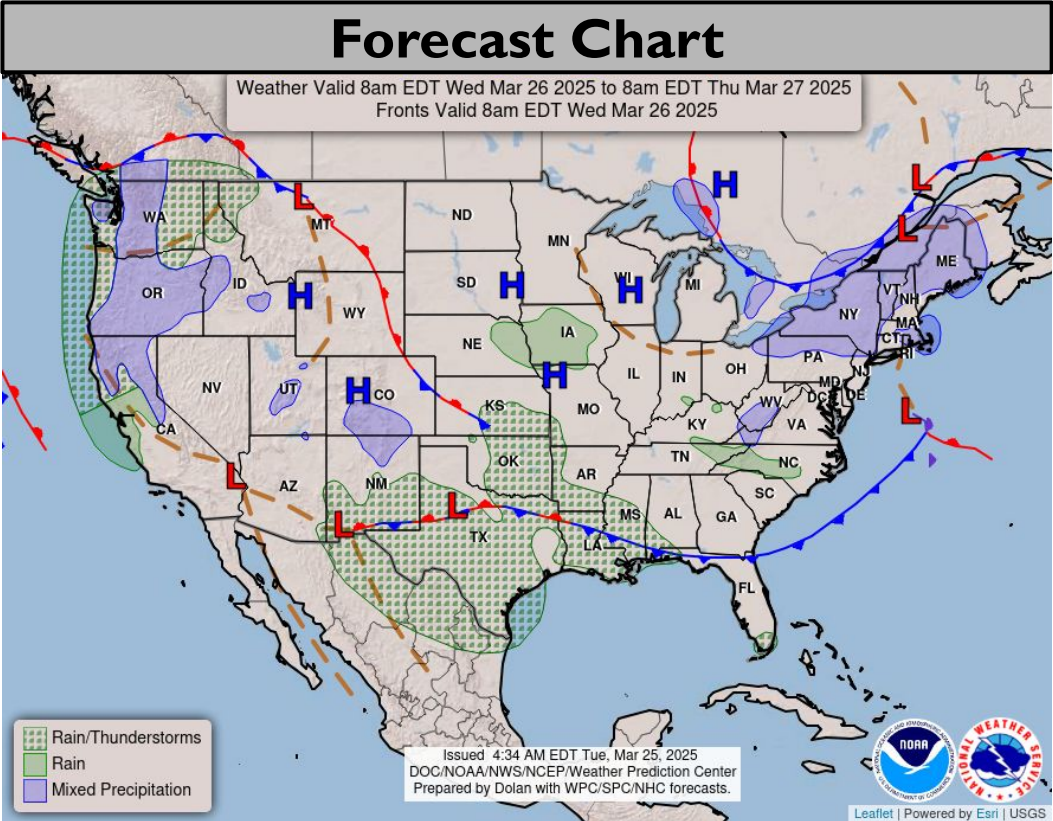 Forecast Chart
Weather Valid 8am EDT Wed Mar 26 2025 to 8am EDT Thu Mar 27 2025
Fronts Valid 8am EDT Wed Mar 26 2025
H
L
L
WA
L
MT
ND
MN
L
ME
OR
ID
H
SD
H
WI
H
MI
VT
NH
WY
NY
MA
NE
IA
CT
RI
PA
NV
UT
H
CO
H
IL
IN
OH
NJ
MD
DC
DE
KS
MO
WV
L
CA
KY
VA
OK
TN
NC
L
AZ
NM
AR
SC
L
L
TX
MS
AL
GA
LA
FL
Rain/Thunderstorms
Rain
Mixed Precipitation
Issued 4:34 AM EDT Tue, Mar 25, 2025
DOC/NOAA/NWS/NCEP/Weather Prediction Center
Prepared by Dolan with WPC/SPC/NHC forecasts.
NOAA
NATIONAL WEATHER SERVICE
Leaflet | Powered by Esri | USGS